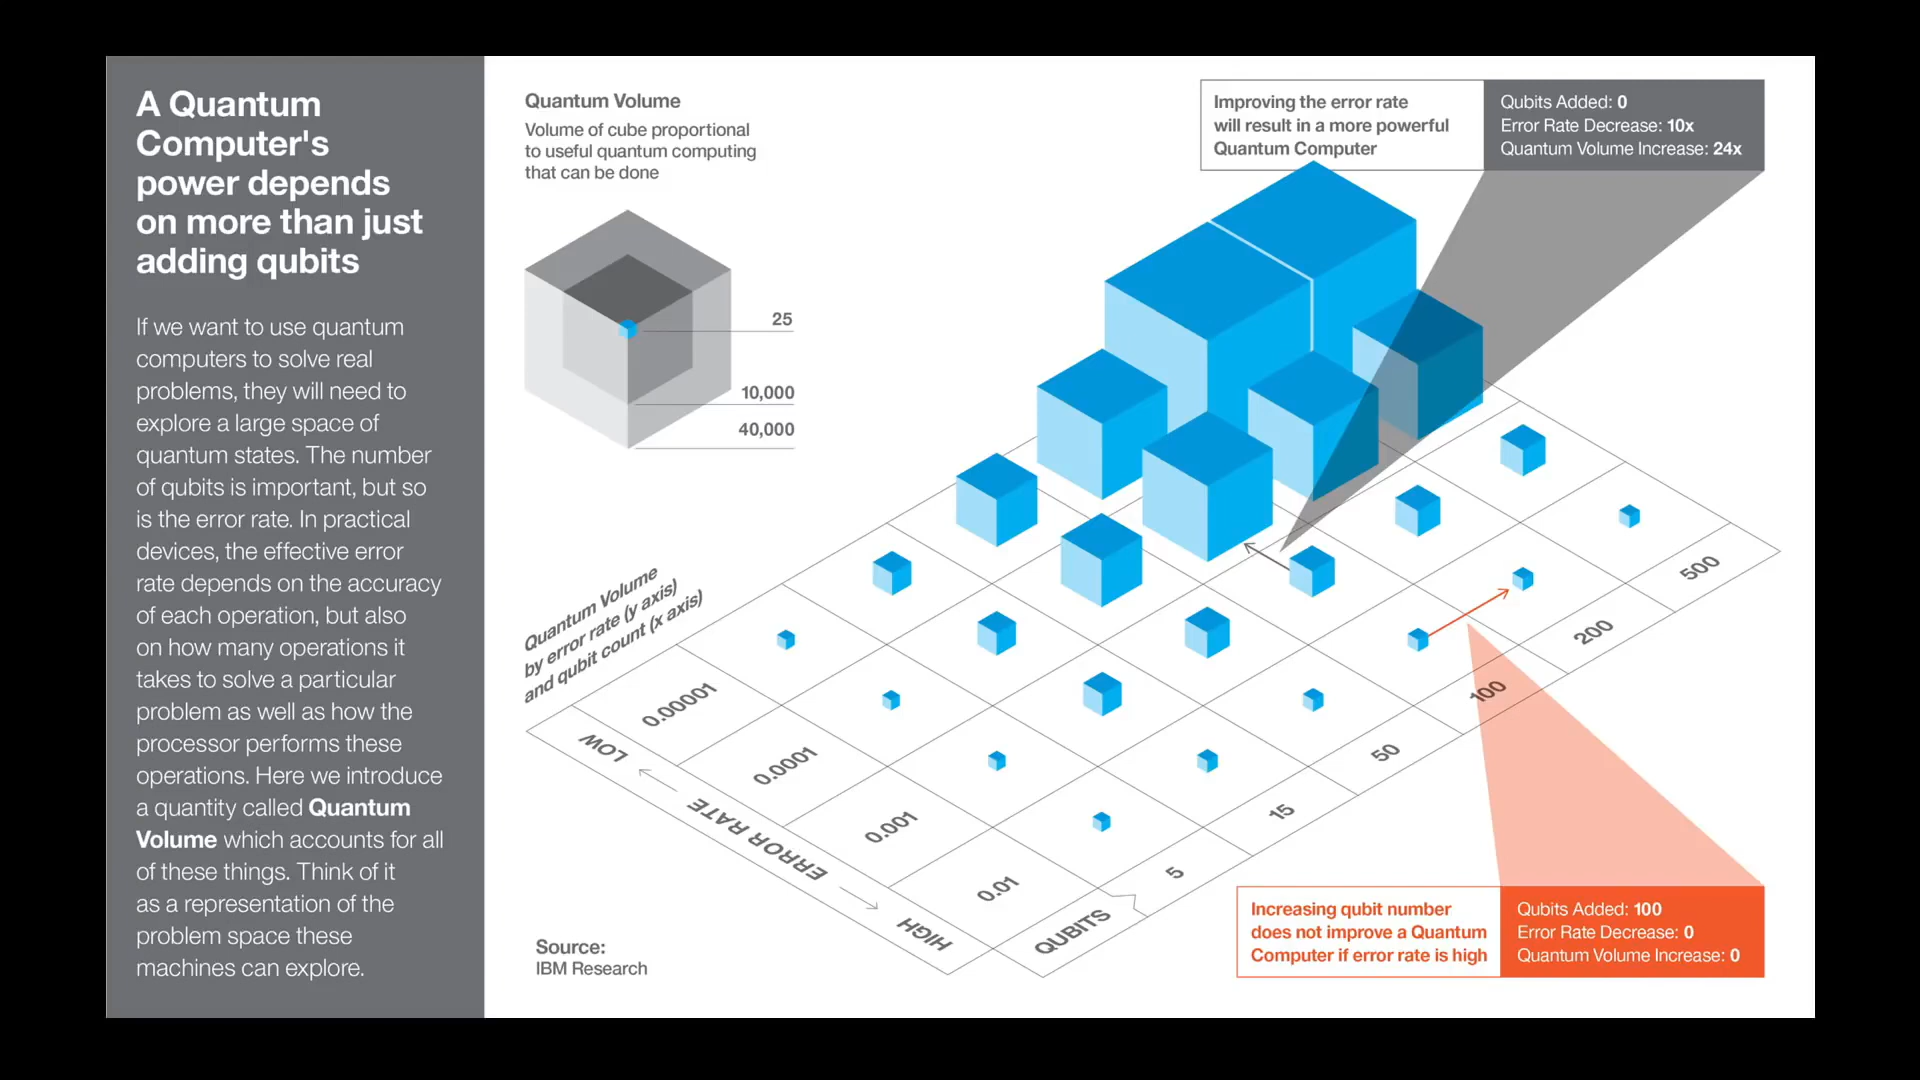 A Quantum
Computer's
power depends
on more than just
adding qubits
If we want to use quantum
computers to solve real
problems, they will need to
explore a large space of
quantum states. The number
of qubits is important, but so
is the error rate. In practical
devices, the effective error
rate depends on the accuracy
of each operation, but also
on how many operations it
takes to solve a particular
problem as well as how the
processor performs these
operations. Here we introduce
a quantity called Quantum
Volume which accounts for all
of these things. Think of it
as a representation of the
problem space these
machines can explore.
Quantum Volume
Volume of cube proportional
to useful quantum computing
that can be done
25
10,000
40,000
Improving the error rate
will result in a more powerful
Quantum Computer
Qubits Added: 0
Error Rate Decrease: 10x
Quantum Volume Increase: 24x
Quantum Volume
by error rate (y axis)
and qubit count (x axis)
0.00001
0.0001
0.001
0.01
LOW
ERROR RATE
HIGH
QUBITS
5
15
50
100
200
500
Increasing qubit number
does not improve a Quantum
Computer if error rate is high
Qubits Added: 100
Error Rate Decrease: 0
Quantum Volume Increase: 0
Source:
IBM Research